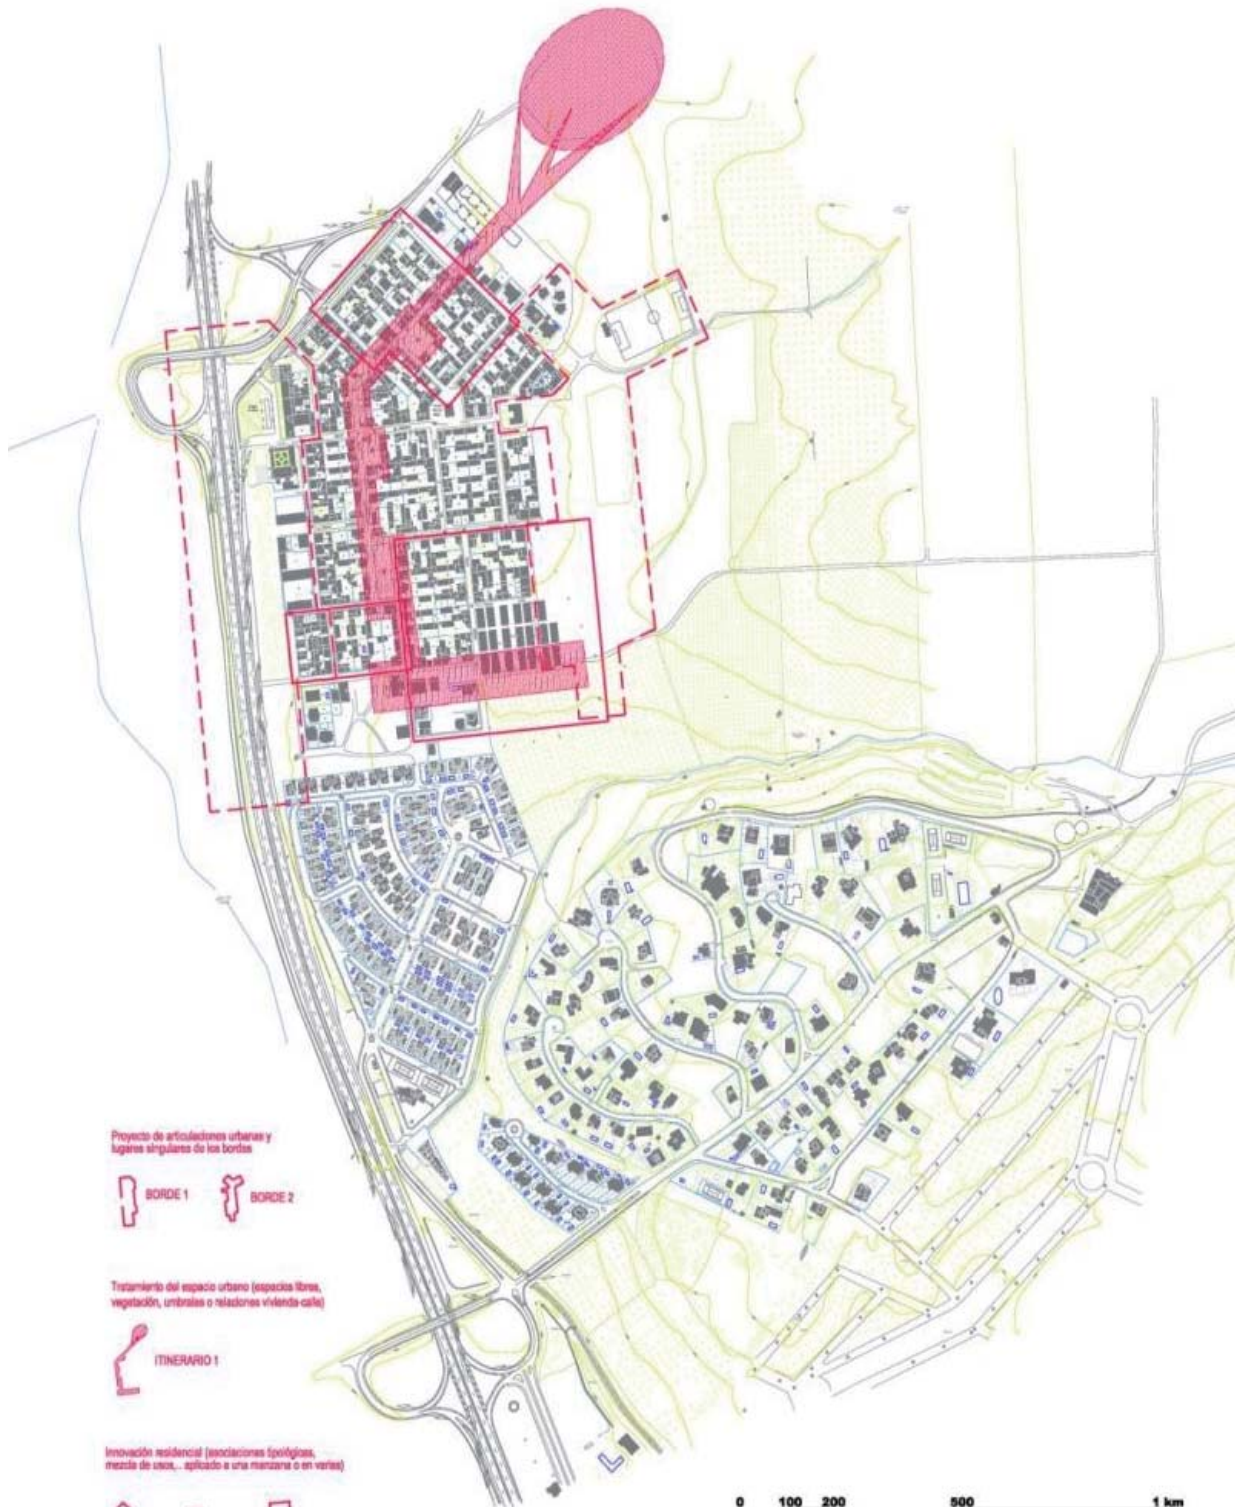 Proyecto de articulaciones urbanas y
lugares singulares de los bordes
BORDE 1
BORDE 2
Tratamiento del espacio urbano (espacios libres,
vegetación, umbrales o relaciones vivienda-calle)
ITINERARIO 1
Innovación residencial (asociaciones tipológicas,
mezcla de usos,.. aplicado a una manzana o en varias)
0 100 200 500 1 km